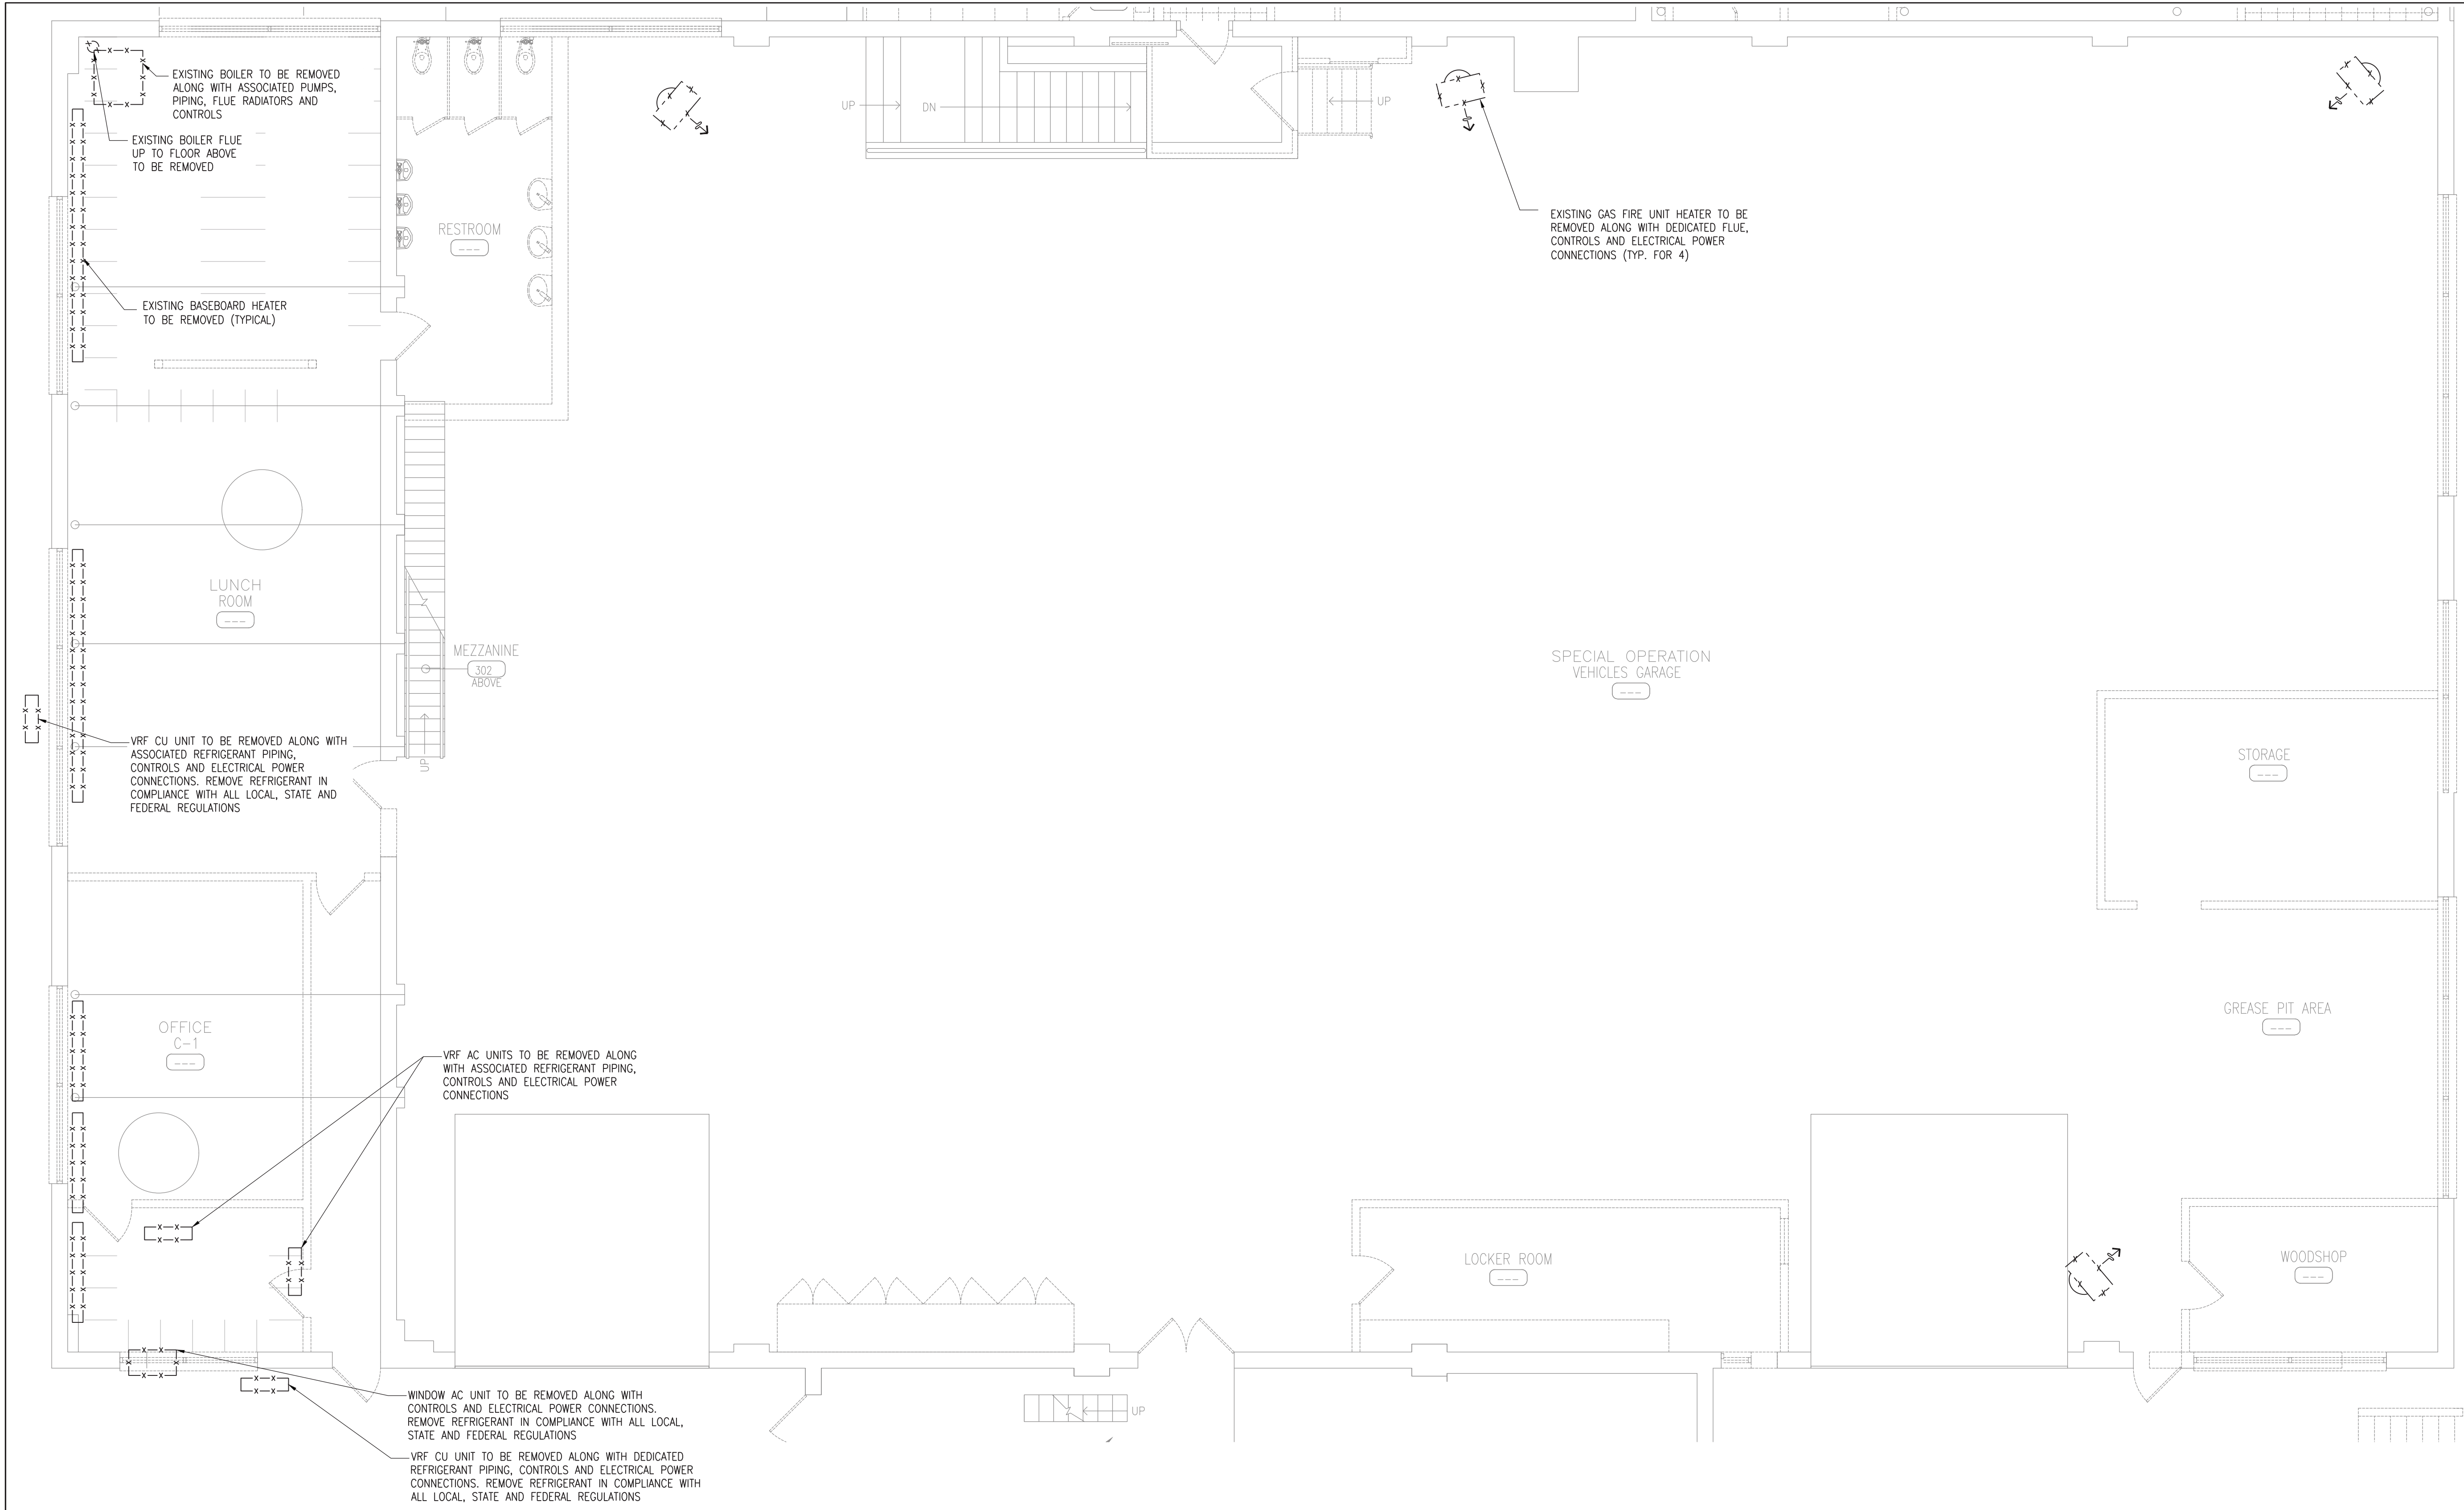 EXISTING BOILER TO BE REMOVED
ALONG WITH ASSOCIATED PUMPS,
PIPING, FLUE RADIATORS AND
CONTROLS
EXISTING BOILER FLUE
UP TO FLOOR ABOVE
TO BE REMOVED
EXISTING BASEBOARD HEATER
TO BE REMOVED (TYPICAL)
RESTROOM
---
UP
DN
UP
EXISTING GAS FIRE UNIT HEATER TO BE
REMOVED ALONG WITH DEDICATED FLUE,
CONTROLS AND ELECTRICAL POWER
CONNECTIONS (TYP. FOR 4)
LUNCH
ROOM
---
MEZZANINE
302
ABOVE
UP
SPECIAL OPERATION
VEHICLES GARAGE
---
STORAGE
---
VRF CU UNIT TO BE REMOVED ALONG WITH
ASSOCIATED REFRIGERANT PIPING,
CONTROLS AND ELECTRICAL POWER
CONNECTIONS. REMOVE REFRIGERANT IN
COMPLIANCE WITH ALL LOCAL, STATE AND
FEDERAL REGULATIONS
GREASE PIT AREA
---
OFFICE
C-1
---
VRF AC UNITS TO BE REMOVED ALONG
WITH ASSOCIATED REFRIGERANT PIPING,
CONTROLS AND ELECTRICAL POWER
CONNECTIONS
LOCKER ROOM
---
WOODSHOP
---
WINDOW AC UNIT TO BE REMOVED ALONG WITH
CONTROLS AND ELECTRICAL POWER CONNECTIONS.
REMOVE REFRIGERANT IN COMPLIANCE WITH ALL LOCAL,
STATE AND FEDERAL REGULATIONS
UP
VRF CU UNIT TO BE REMOVED ALONG WITH DEDICATED
REFRIGERANT PIPING, CONTROLS AND ELECTRICAL POWER
CONNECTIONS. REMOVE REFRIGERANT IN COMPLIANCE WITH
ALL LOCAL, STATE AND FEDERAL REGULATIONS